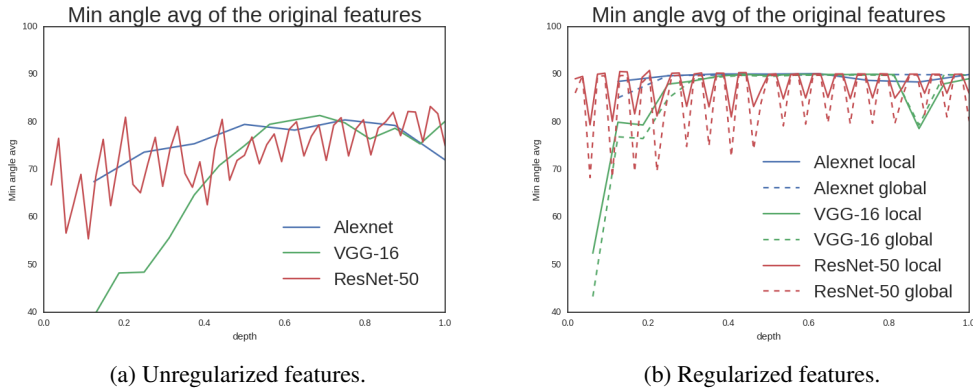 Min angle avg of the original features
Min angle avg
100
90
80
70
60
50
40
0.0
0.2
0.4
0.6
0.8
1.0
depth
Alexnet
VGG-16
ResNet-50
(a) Unregularized features.
Min angle avg of the original features
Min angle avg
100
90
80
70
60
50
40
0.0
0.2
0.4
0.6
0.8
1.0
depth
Alexnet local
Alexnet global
VGG-16 local
VGG-16 global
ResNet-50 local
ResNet-50 global
(b) Regularized features.